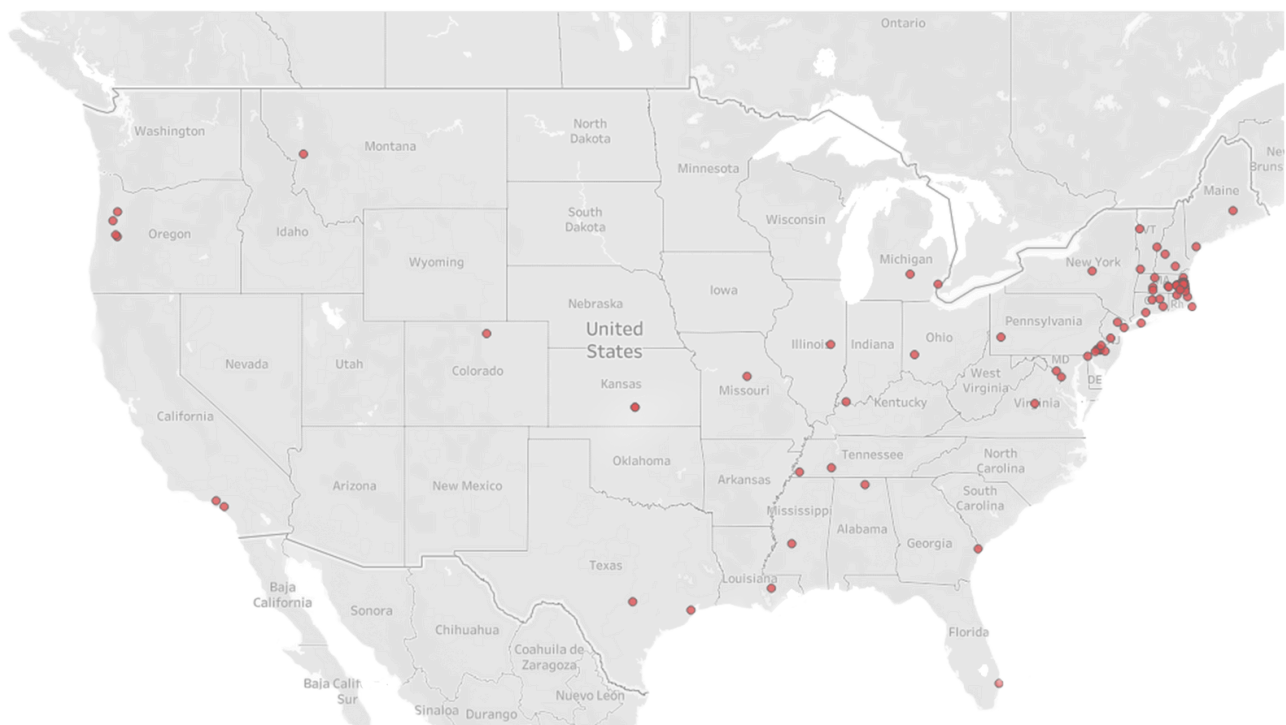 Ontario
Washington
Montana
North
Dakota
Minnesota
New
Bruns
Maine
Oregon
Idaho
South
Dakota
Wisconsin
VT
Michigan
New York
Wyoming
Iowa
Nebraska
United
States
Pennsylvania
Nevada
Utah
Colorado
Kansas
Illinois
Indiana
Ohio
Missouri
West
Virginia
MD
DE
California
Kentucky
Virginia
Oklahoma
Tennessee
North
Carolina
Arizona
New Mexico
Arkansas
South
Carolina
Mississippi
Alabama
Georgia
Texas
Louisiana
Baja
California
Sonora
Chihuahua
Florida
Coahuila de
Zaragoza
Baja Calif
Sur
Sinaloa
Durango
Nuevo León